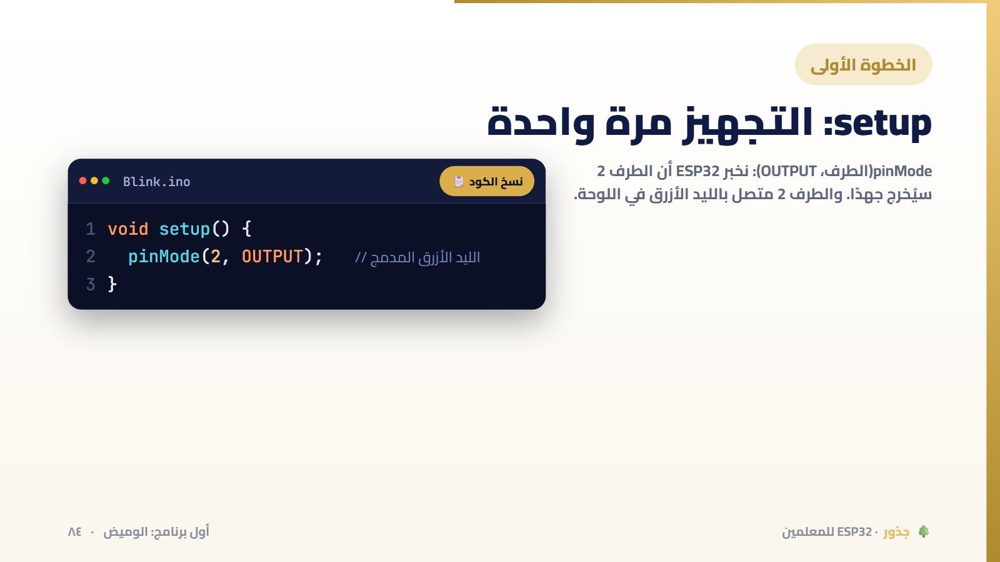 الخطوة الأولى
setup: التجهيز مرة واحدة
pinMode(الطرف، OUTPUT): نخبر ESP32 أن الطرف 2
سيُخرج جهدًا. والطرف 2 متصل بالليد الأزرق في اللوحة.
Blink.ino
نسخ الكود 📋
1 void setup() {
2 pinMode(2, OUTPUT); // الليد الأزرق المدمج
3 }
🌳 جذور · ESP32 للمعلمين
أول برنامج: الوميض · ٨٤